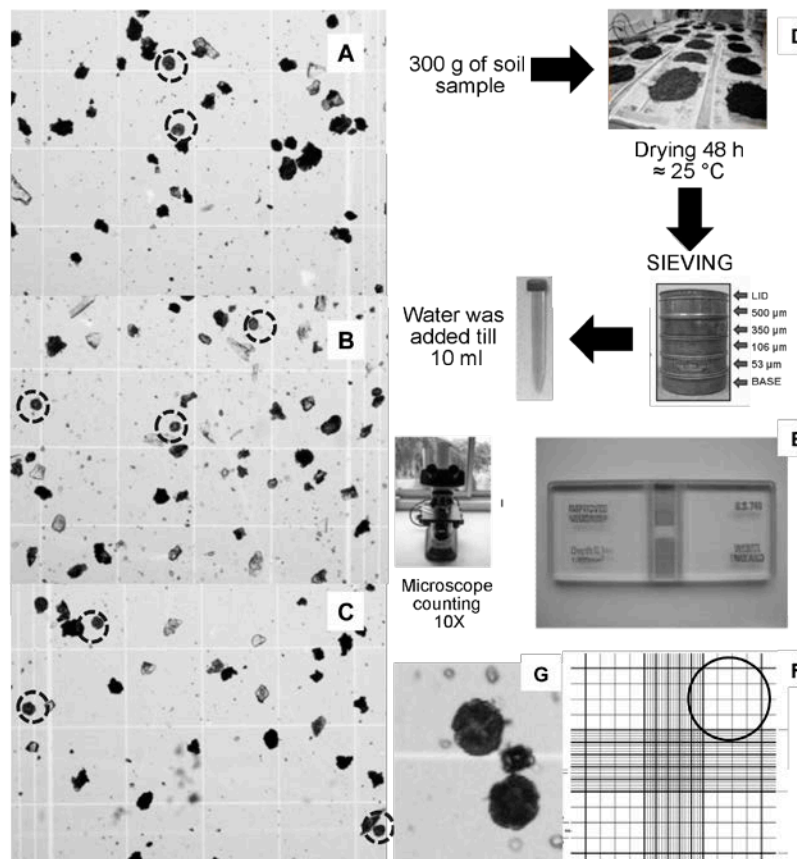 A
300 g of soil
sample
D
Drying 48 h
≈ 25 °C
SIEVING
LID
500 µm
350 µm
106 µm
53 µm
BASE
Water was
added till
10 ml
B
E
IMPROVED
Microscope
counting
10X
C
G
F